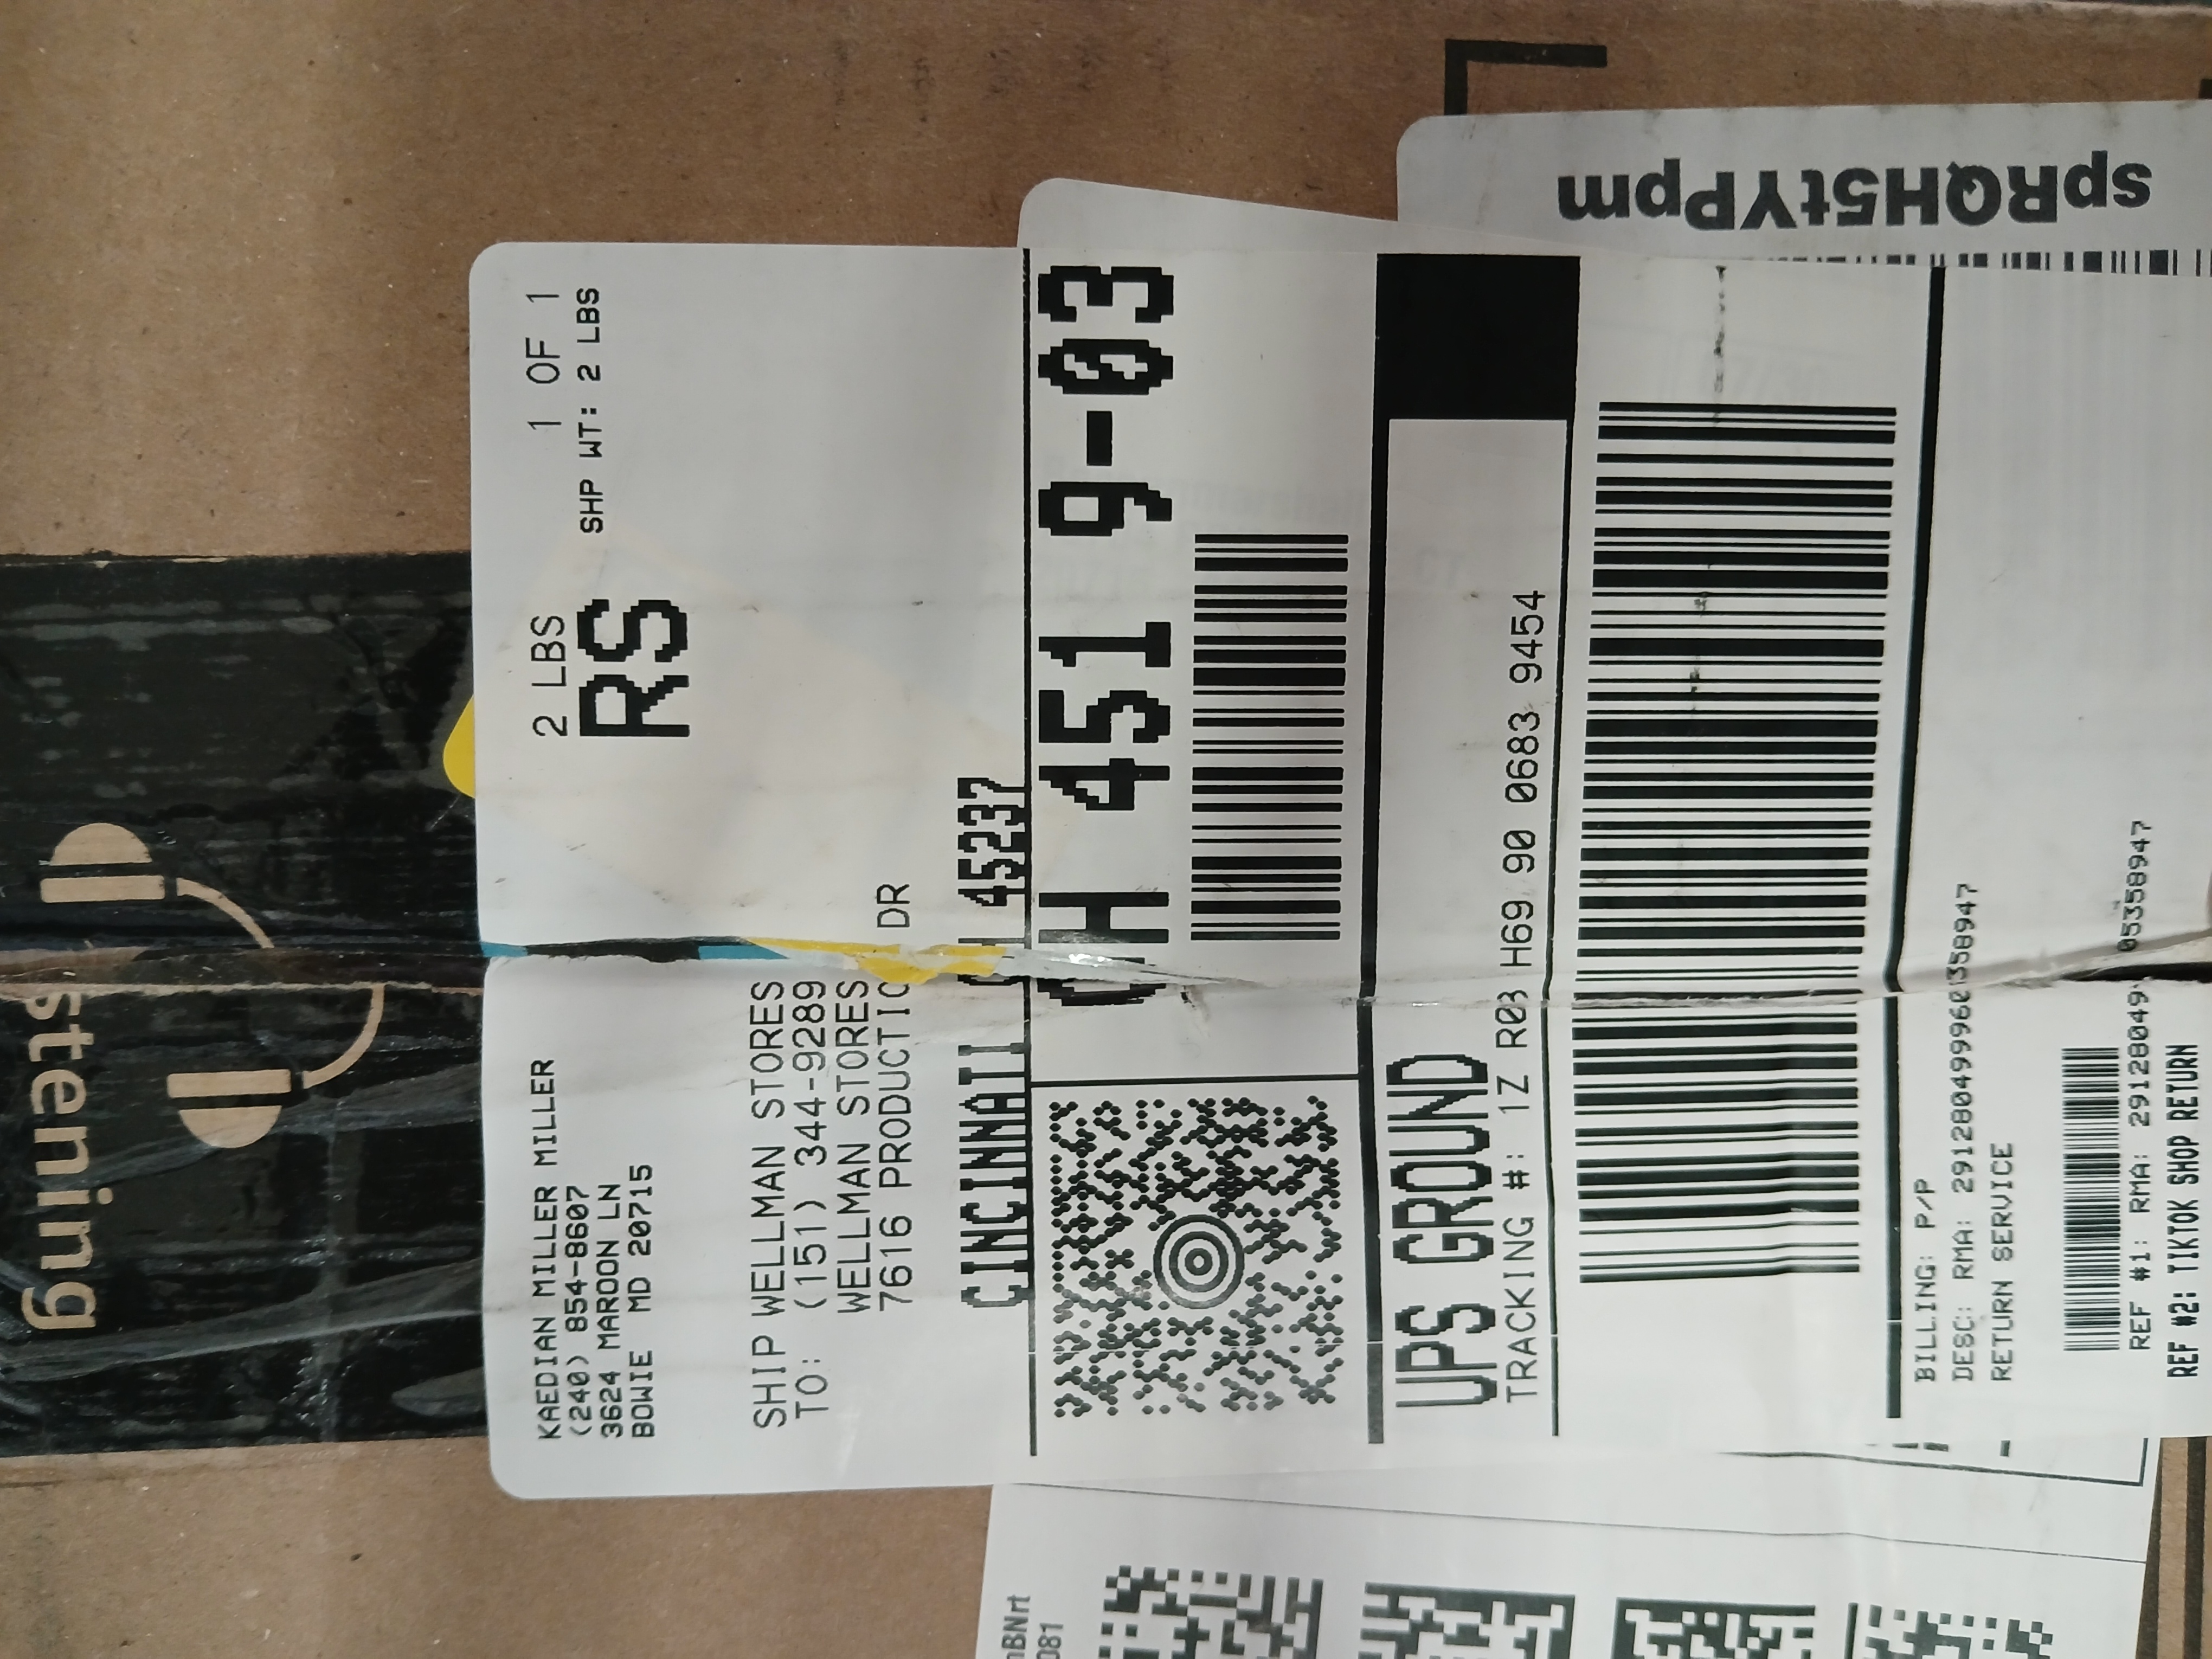 KAEDIAN MILLER MILLER
(240) 854-8607
3624 MAROON LN
BOWIE MD 20715
2 LBS
1 OF 1
RS
SHP WT: 2 LBS
SHIP WELLMAN STORES
TO: (151) 344-9289
WELLMAN STORES
7616 PRODUCTIO DR
CINCINNATI OH 45237
OH 451 9-03
UPS GROUND
TRACKING #: 1Z R03 H69 90 0683 9454
BILLING: P/P
DESC: RMA:
RETURN SERVICE
REF #1: RMA:
REF #2: TIKTOK SHOP RETURN
spRQH5tYPpm
stening